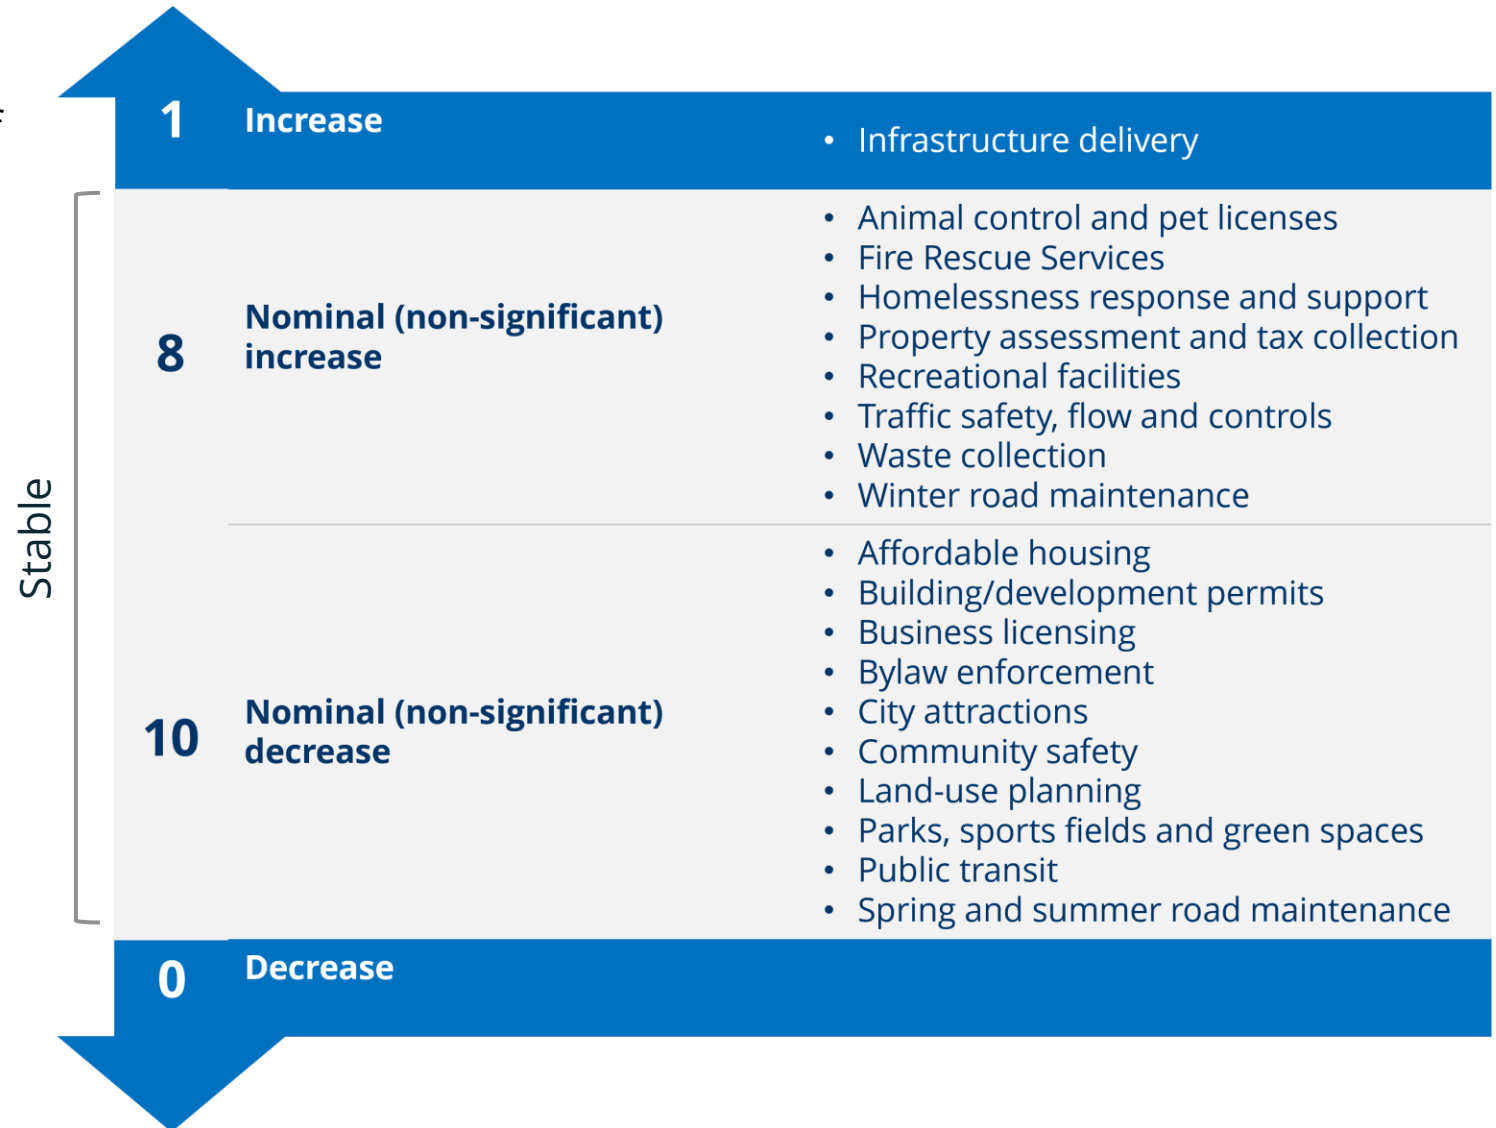 1 Increase
• Infrastructure delivery
Stable
8
Nominal (non-significant)
increase
• Animal control and pet licenses
• Fire Rescue Services
• Homelessness response and support
• Property assessment and tax collection
• Recreational facilities
• Traffic safety, flow and controls
• Waste collection
• Winter road maintenance
10
Nominal (non-significant)
decrease
• Affordable housing
• Building/development permits
• Business licensing
• Bylaw enforcement
• City attractions
• Community safety
• Land-use planning
• Parks, sports fields and green spaces
• Public transit
• Spring and summer road maintenance
0 Decrease